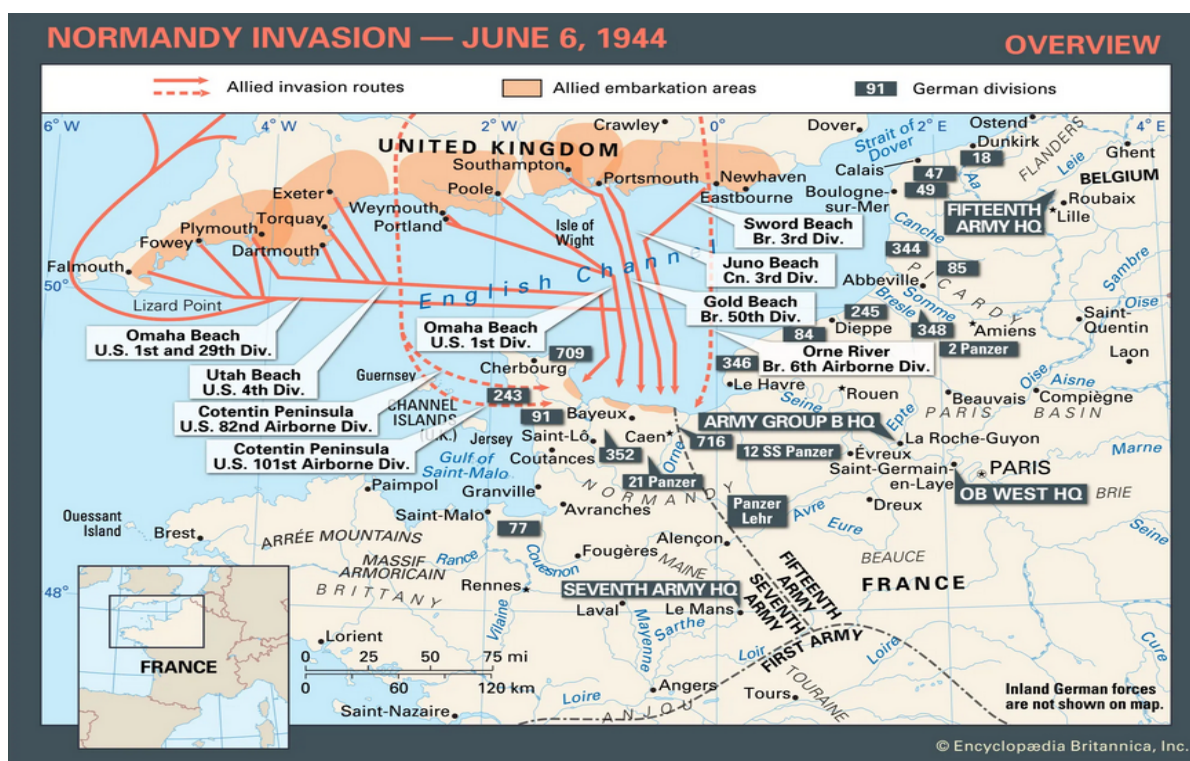 NORMANDY INVASION — JUNE 6, 1944
OVERVIEW
Allied invasion routes
Allied embarkation areas
91
German divisions
6° W
4° W
2° W
0°
2° E
4° E
UNITED KINGDOM
Crawley
Dover
Strait of
Dover
Ostend
Dunkirk
FLANDERS
Leie
Ghent
Southampton
Portsmouth
Newhaven
Eastbourne
Calais
18
47
49
Aa
BELGIUM
Exeter
Poole
Boulogne-
sur-Mer
Roubaix
Lille
FIFTEENTH
ARMY HQ
Torquay
Weymouth
Portland
Isle of
Wight
Sword Beach
Br. 3rd Div.
Canche
Plymouth
Fowey
Dartmouth
Juno Beach
Cn. 3rd Div.
344
85
PICARDY
Sambre
Falmouth
50°
Lizard Point
English Channel
Gold Beach
Br. 50th Div.
Abbeville
Somme
Bresle
245
Oise
Omaha Beach
U.S. 1st and 29th Div.
Omaha Beach
U.S. 1st Div.
84
Dieppe
348
Amiens
Saint-
Quentin
2 Panzer
Utah Beach
U.S. 4th Div.
709
Cherbourg
346
Orne River
Br. 6th Airborne Div.
Laon
Guernsey
Le Havre
Rouen
Oise
Aisne
Cotentin Peninsula
U.S. 82nd Airborne Div.
CHANNEL
ISLANDS
(U.K.)
243
91
Bayeux
Seine
Epte
Beauvais
Compiègne
PARIS
BASIN
ARMY GROUP B HQ
Cotentin Peninsula
U.S. 101st Airborne Div.
Jersey
Saint-Lô
Caen
716
La Roche-Guyon
Marne
Gulf of
Saint-Malo
Coutances
352
Orne
12 SS Panzer
Évreux
Saint-Germain-
en-Laye
PARIS
21 Panzer
OB WEST HQ
BRIE
Paimpol
Granville
NORMANDY
Panzer
Lehr
Avre
Dreux
Ouessant
Island
Saint-Malo
Avranches
Eure
Seine
Brest
77
ARRÉE MOUNTAINS
Rance
Couesnon
Fougères
Alençon
MAINE
BEAUCE
MASSIF
ARMORICAIN
BRITTANY
FRANCE
48°
Rennes
SEVENTH ARMY HQ
FIFTEENTH
ARMY
SEVENTH
ARMY
Laval
Le Mans
Vilaine
Mayenne
Sarthe
FIRST ARMY
Lorient
Loir
Loire
Cure
FRANCE
0 25 50 75 mi
0 60 120 km
Angers
Tours
TOURAINE
Loire
Saint-Nazaire
ANJOU
Inland German forces
are not shown on map.
© Encyclopædia Britannica, Inc.